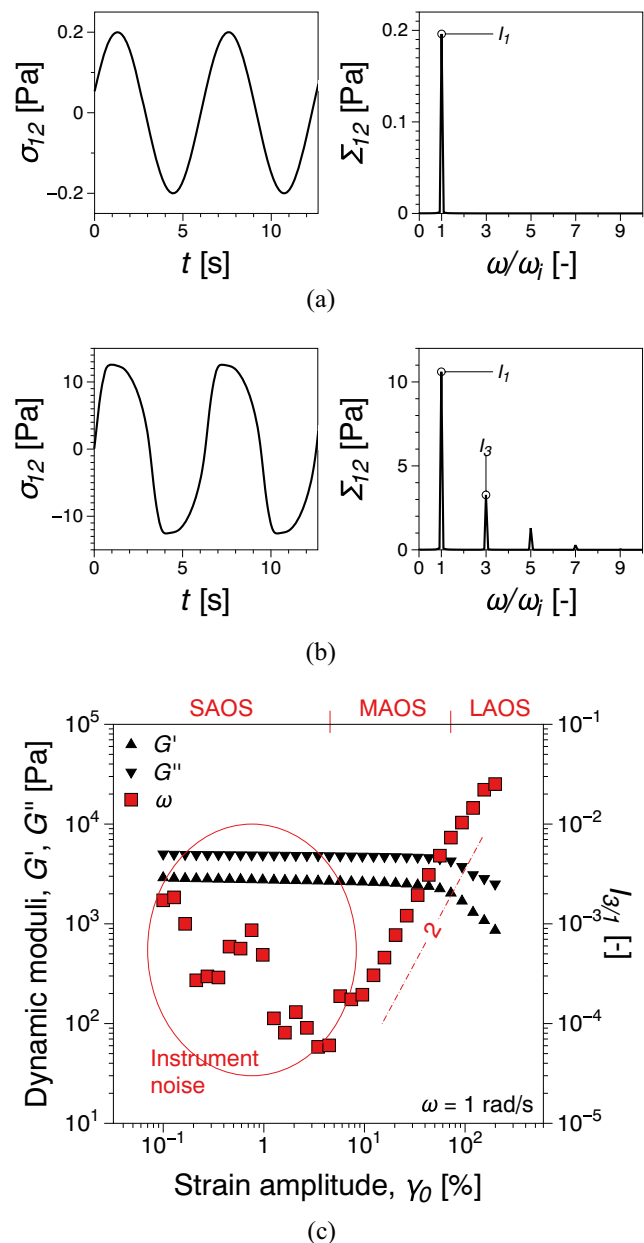 σ12 [Pa]
0.2
0
−0.2
0 5 10
t [s]
Σ12 [Pa]
0.2
0.1
0
I1
0 1 3 5 7 9
ω/ωi [-]
(a)
σ12 [Pa]
10
0
−10
0 5 10
t [s]
Σ12 [Pa]
10
5
0
I1
I3
0 1 3 5 7 9
ω/ωi [-]
(b)
SAOS MAOS LAOS
Dynamic moduli, G', G'' [Pa]
10^5
10^4
10^3
10^2
10^1
G'
G''
ω
2
Instrument
noise
ω = 1 rad/s
10^−1
10^−2
10^−3
10^−4
10^−5
I3/1 [-]
10^−1 1 10^1 10^2
Strain amplitude, γ0 [%]
(c)